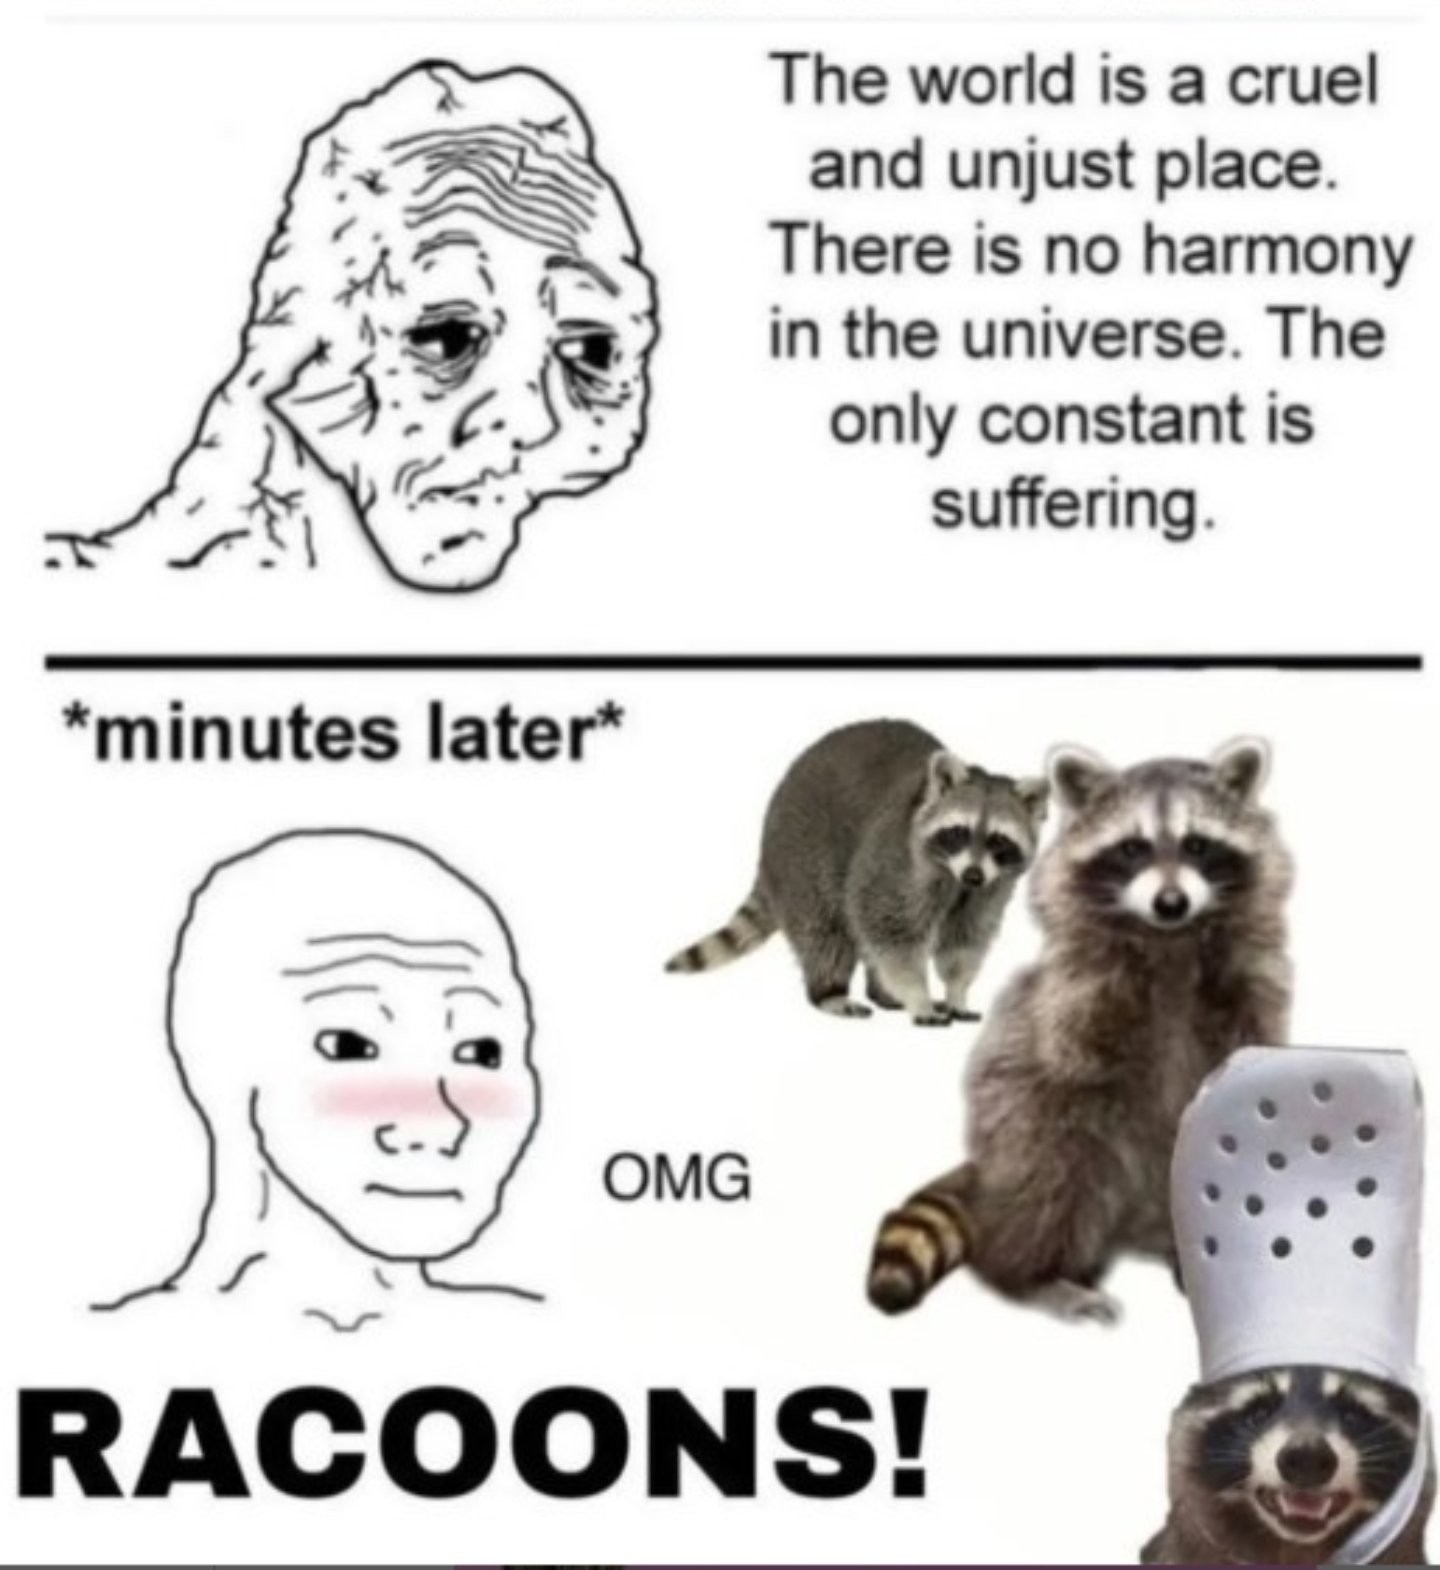 The world is a cruel
and unjust place.
There is no harmony
in the universe. The
only constant is
suffering.
*minutes later*
OMG
RACOONS!